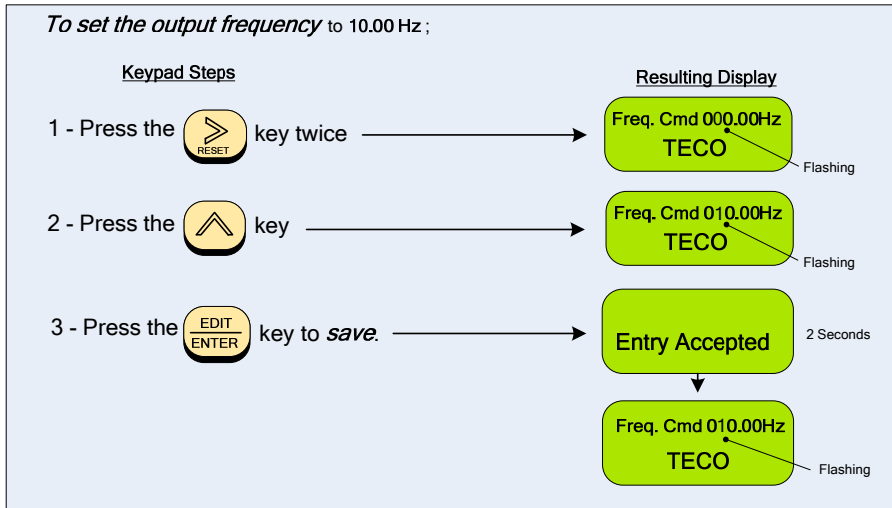 To set the output frequency to 10.00 Hz ;
Keypad Steps
Resulting Display
1 - Press the
RESET
key twice
Freq. Cmd 000.00Hz
TECO
Flashing
2 - Press the
key
Freq. Cmd 010.00Hz
TECO
Flashing
3 - Press the
EDIT
ENTER
key to save.
Entry Accepted
2 Seconds
Freq. Cmd 010.00Hz
TECO
Flashing